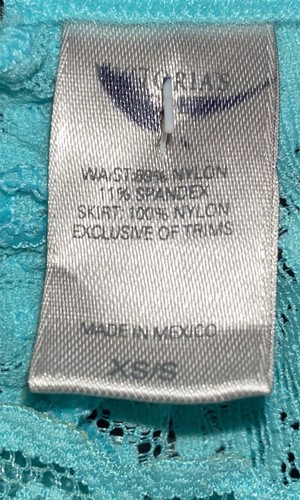 WAIST: 89% NYLON
11% SPANDEX
SKIRT: 100% NYLON
EXCLUSIVE OF TRIMS
MADE IN MEXICO
XS/S